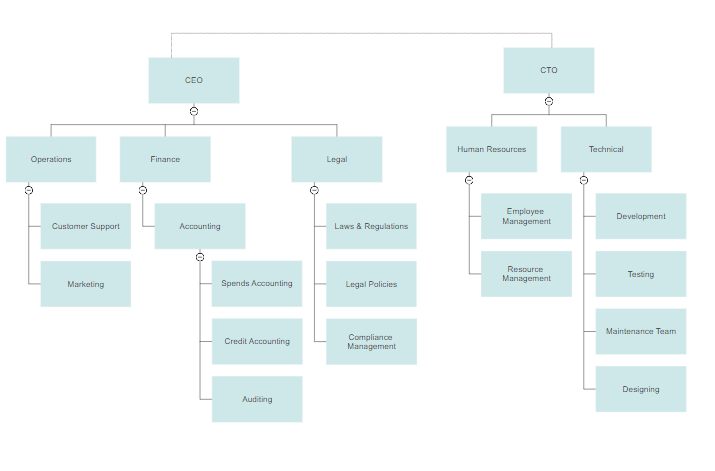 CEO
CTO
Operations
Finance
Legal
Human Resources
Technical
Customer Support
Accounting
Laws & Regulations
Employee
Management
Development
Marketing
Spends Accounting
Legal Policies
Resource
Management
Testing
Credit Accounting
Compliance
Management
Maintenance Team
Auditing
Designing